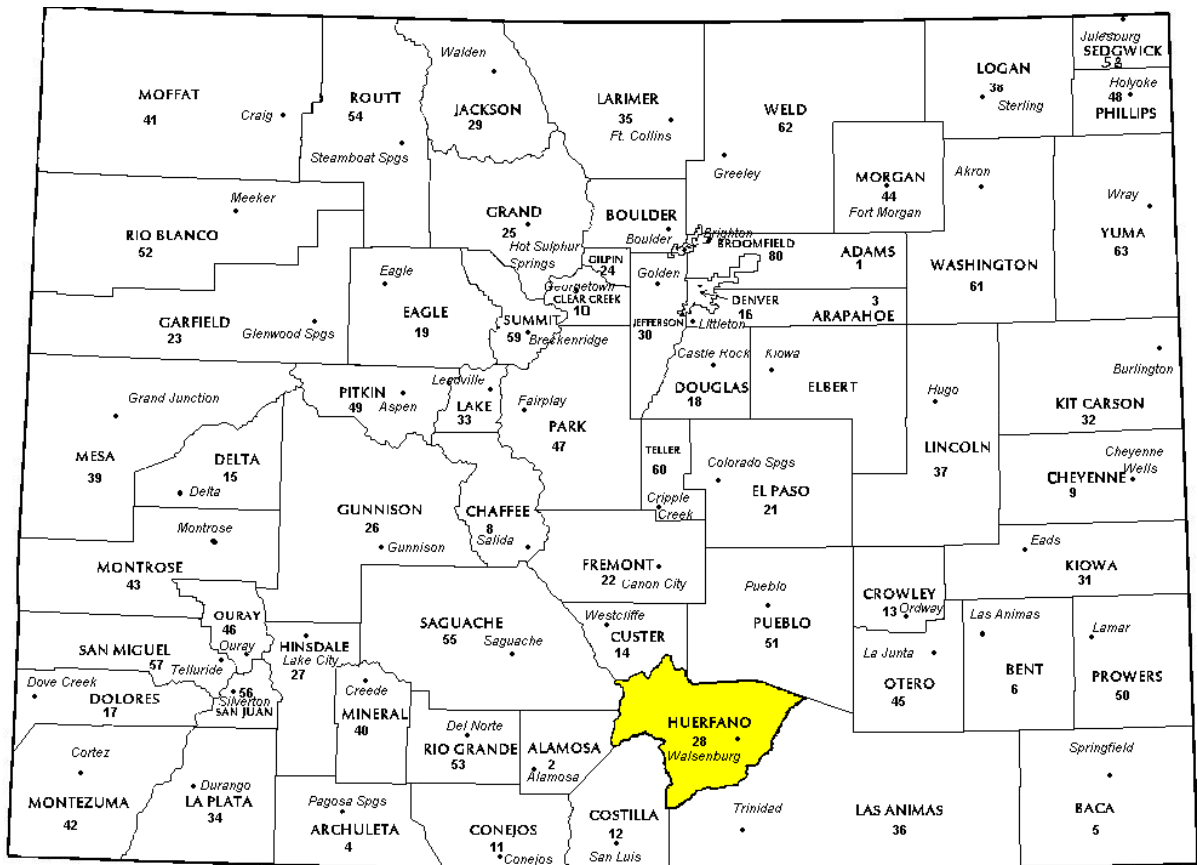 Julesburg
SEDGWICK
58
Walden
LOGAN
38
Sterling
Holyoke
48
PHILLIPS
MOFFAT
41
Craig
ROUTT
54
Steamboat Spgs
JACKSON
29
LARIMER
35
Ft. Collins
WELD
62
Greeley
MORGAN
44
Fort Morgan
Akron
WASHINGTON
61
Wray
YUMA
63
Meeker
RIO BLANCO
52
GRAND
25
Hot Sulphur
Springs
BOULDER
Boulder
Brighton
BROOMFIELD
80
ADAMS
1
GILPIN
24
Golden
Georgetown
CLEAR CREEK
10
DENVER
16
3
ARAPAHOE
Littleton
JEFFERSON
30
Eagle
EAGLE
19
SUMMIT
59
Breckenridge
GARFIELD
23
Glenwood Spgs
Castle Rock
DOUGLAS
18
Kiowa
ELBERT
Burlington
KIT CARSON
32
Hugo
LINCOLN
37
Grand Junction
MESA
39
PITKIN
49
Aspen
Leadville
LAKE
33
Fairplay
PARK
47
DELTA
15
Delta
TELLER
60
Cripple
Creek
Colorado Spgs
EL PASO
21
Cheyenne
Wells
CHEYENNE
9
GUNNISON
26
Gunnison
CHAFFEE
8
Salida
Montrose
MONTROSE
43
FREMONT
22
Canon City
Pueblo
PUEBLO
51
CROWLEY
13
Ordway
Eads
KIOWA
31
OURAY
46
Ouray
HINSDALE
Lake City
27
SAGUACHE
55
Saguache
Westcliffe
CUSTER
14
La Junta
OTERO
45
Las Animas
BENT
6
Lamar
PROWERS
50
SAN MIGUEL
57
Telluride
Dove Creek
DOLORES
17
56
Silverton
SAN JUAN
Creede
MINERAL
40
Del Norte
RIO GRANDE
53
ALAMOSA
2
Alamosa
HUERFANO
28
Walsenburg
Cortez
MONTEZUMA
42
Durango
LA PLATA
34
Pagosa Spgs
ARCHULETA
4
CONEJOS
11
Conejos
COSTILLA
12
San Luis
Trinidad
LAS ANIMAS
36
Springfield
BACA
5